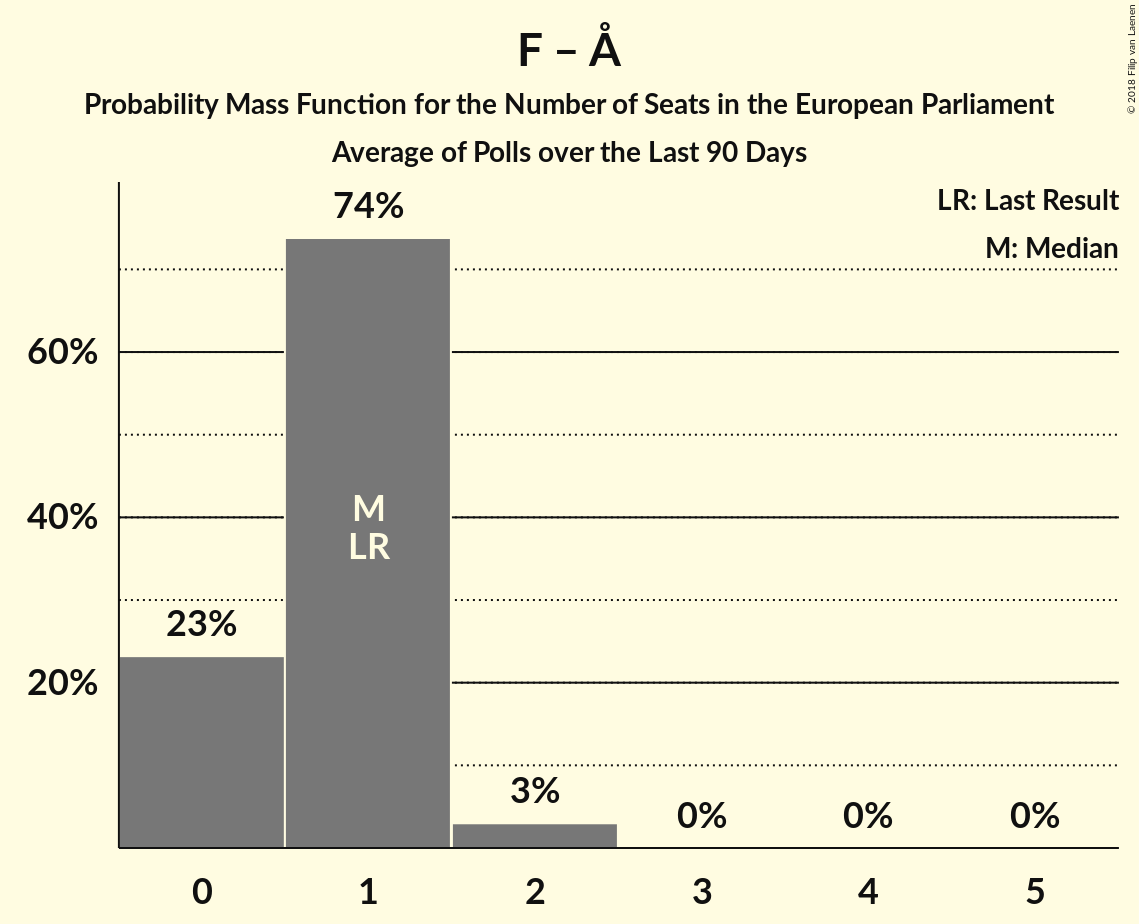 F – Å
Probability Mass Function for the Number of Seats in the European Parliament
Average of Polls over the Last 90 Days
© 2018 Filip van Laenen
LR: Last Result
M: Median
74%
60%
40%
20%
M
LR
23%
3%
0%
0%
0%
0
1
2
3
4
5